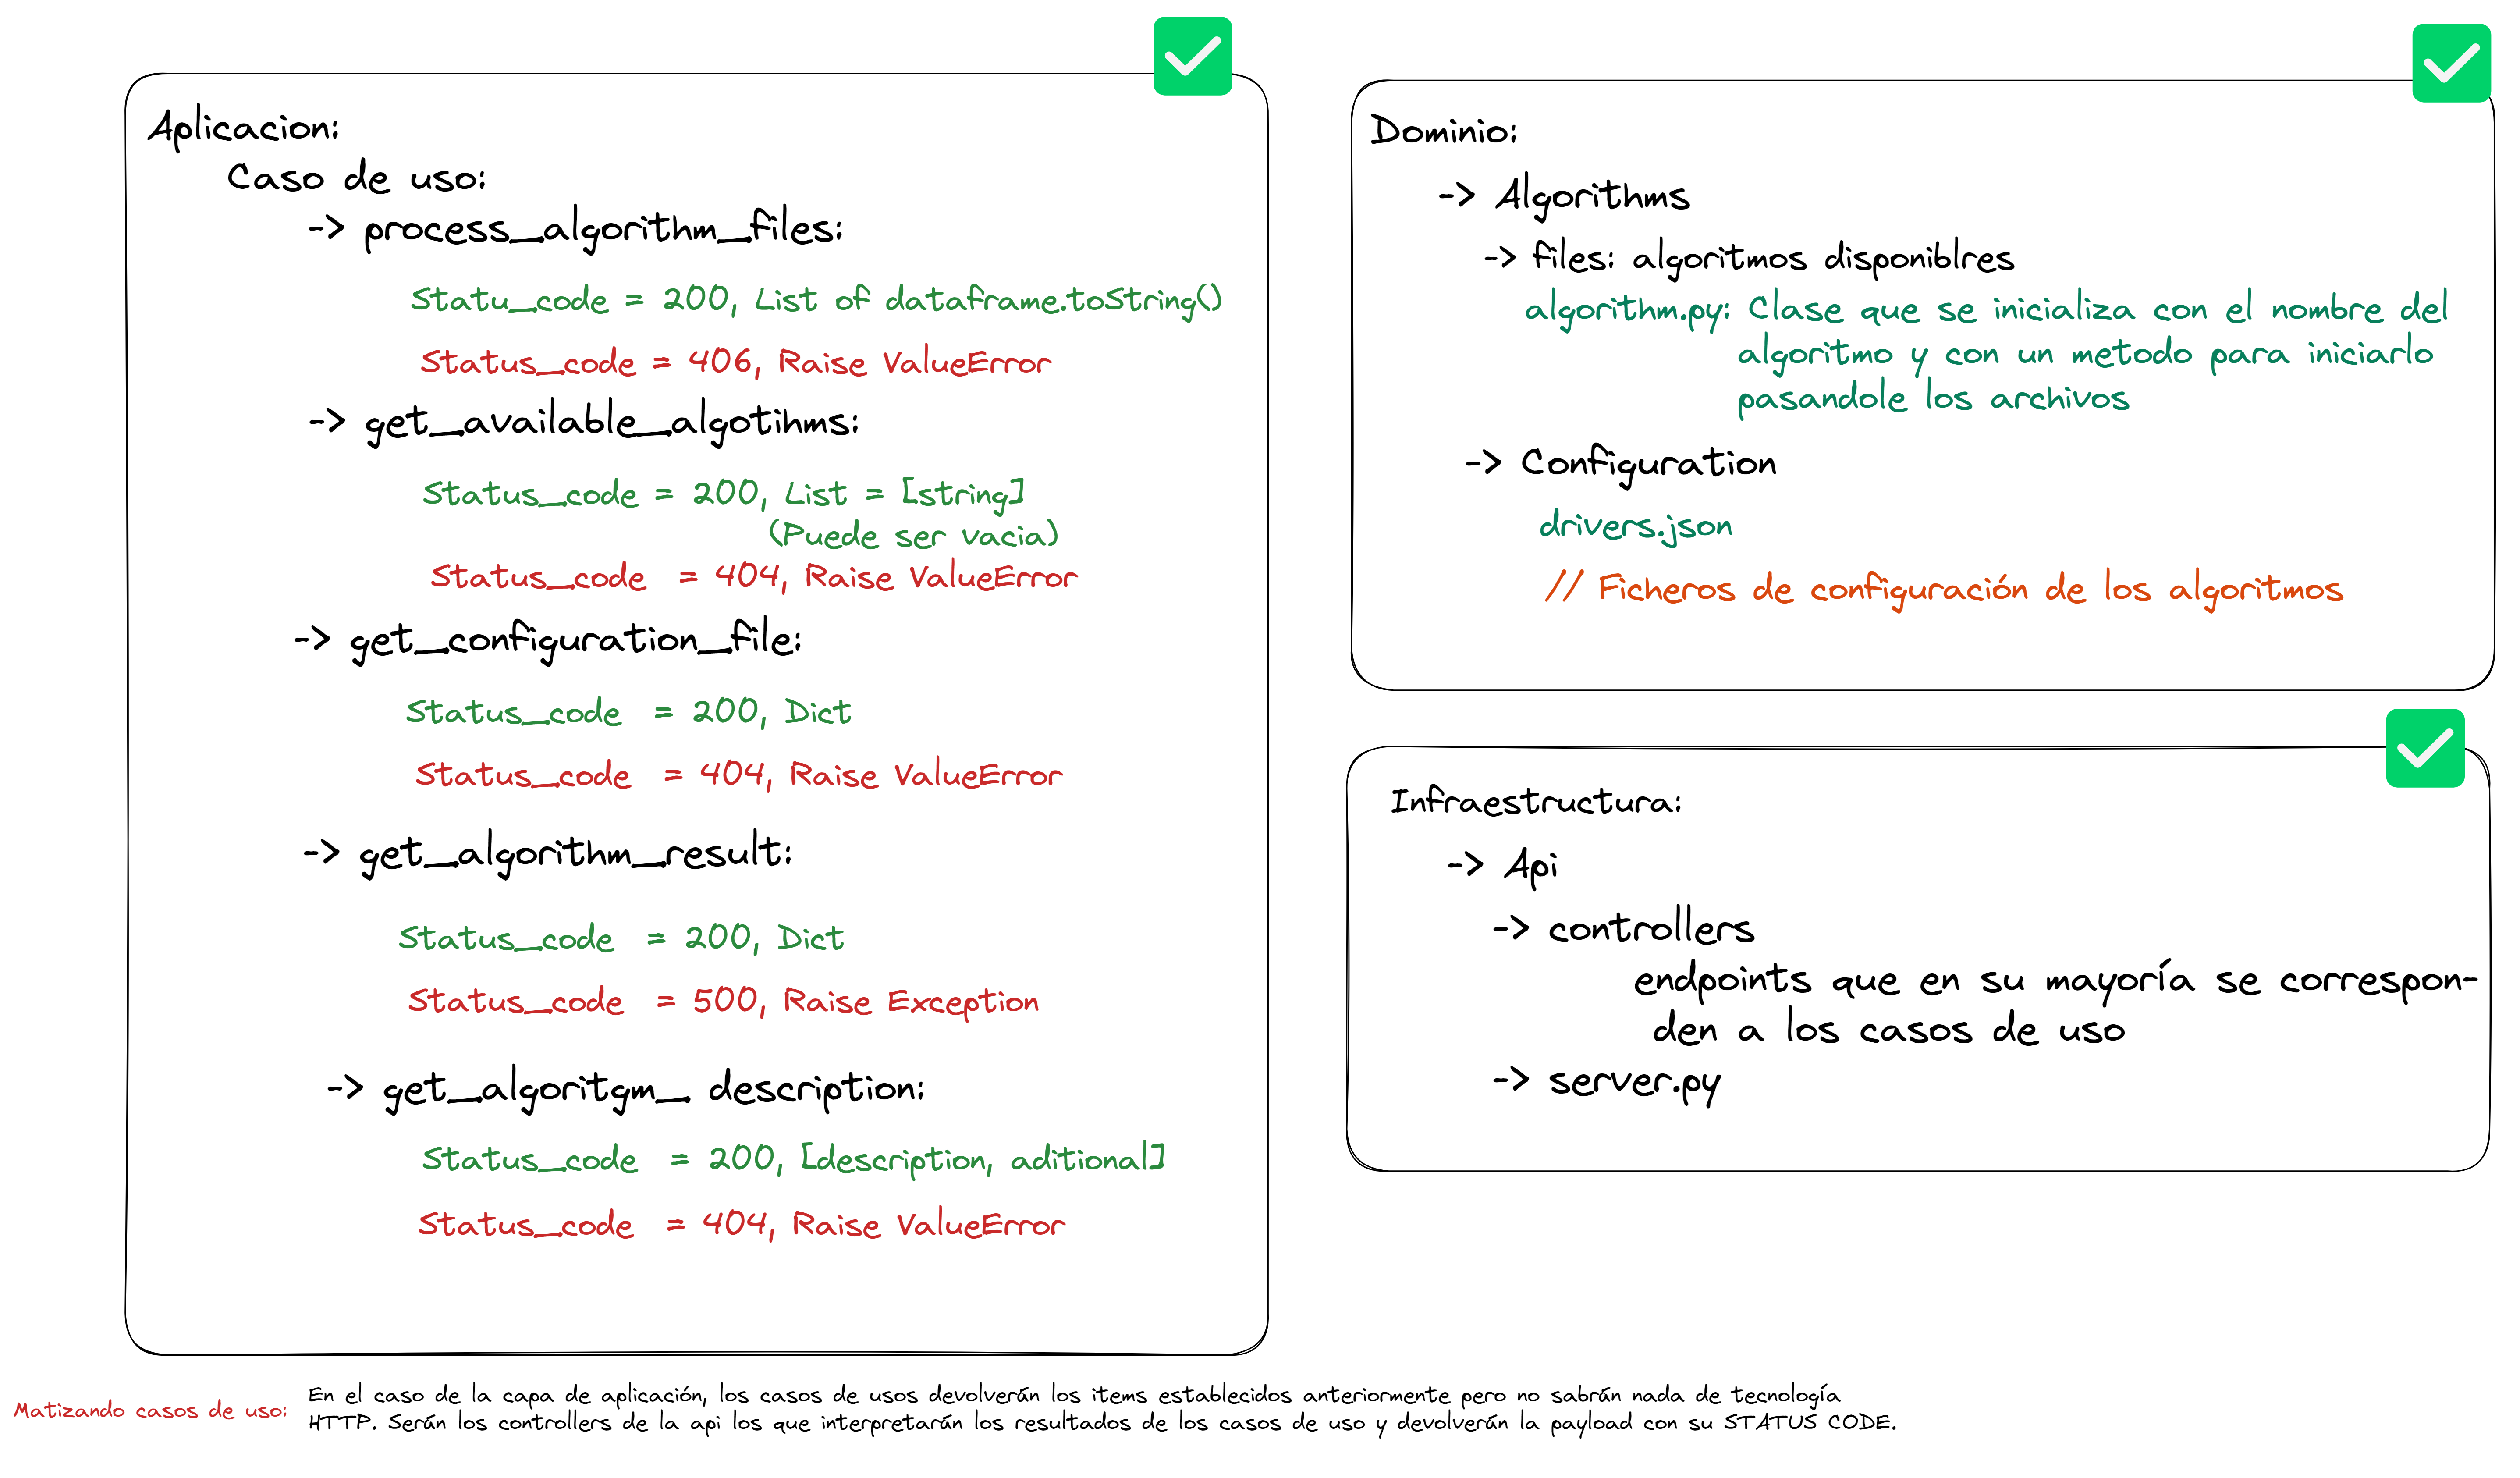 Aplicacion:
Caso de uso:
-> process_algorithm_files:
Statu_code = 200, List of dataframe.toString()
Status_code = 406, Raise ValueError
-> get_available_algotihms:
Status_code = 200, List = [string]
(Puede ser vacia)
Status_code = 404, Raise ValueError
-> get_configuration_file:
Status_code = 200, Dict
Status_code = 404, Raise ValueError
-> get_algorithm_result:
Status_code = 200, Dict
Status_code = 500, Raise Exception
-> get_algoritgm_ description:
Status_code = 200, [description, aditional]
Status_code = 404, Raise ValueError
Dominio:
-> Algorithms
-> files: algoritmos disponiblres
algorithm.py: Clase que se inicializa con el nombre del
algoritmo y con un metodo para iniciarlo
pasandole los archivos
-> Configuration
drivers.json
// Ficheros de configuración de los algoritmos
Infraestructura:
-> Api
-> controllers
endpoints que en su mayoría se correspon-
den a los casos de uso
-> server.py
Matizando casos de uso:
En el caso de la capa de aplicación, los casos de usos devolverán los items establecidos anteriormente pero no sabrán nada de tecnología
HTTP. Serán los controllers de la api los que interpretarán los resultados de los casos de uso y devolverán la payload con su STATUS CODE.